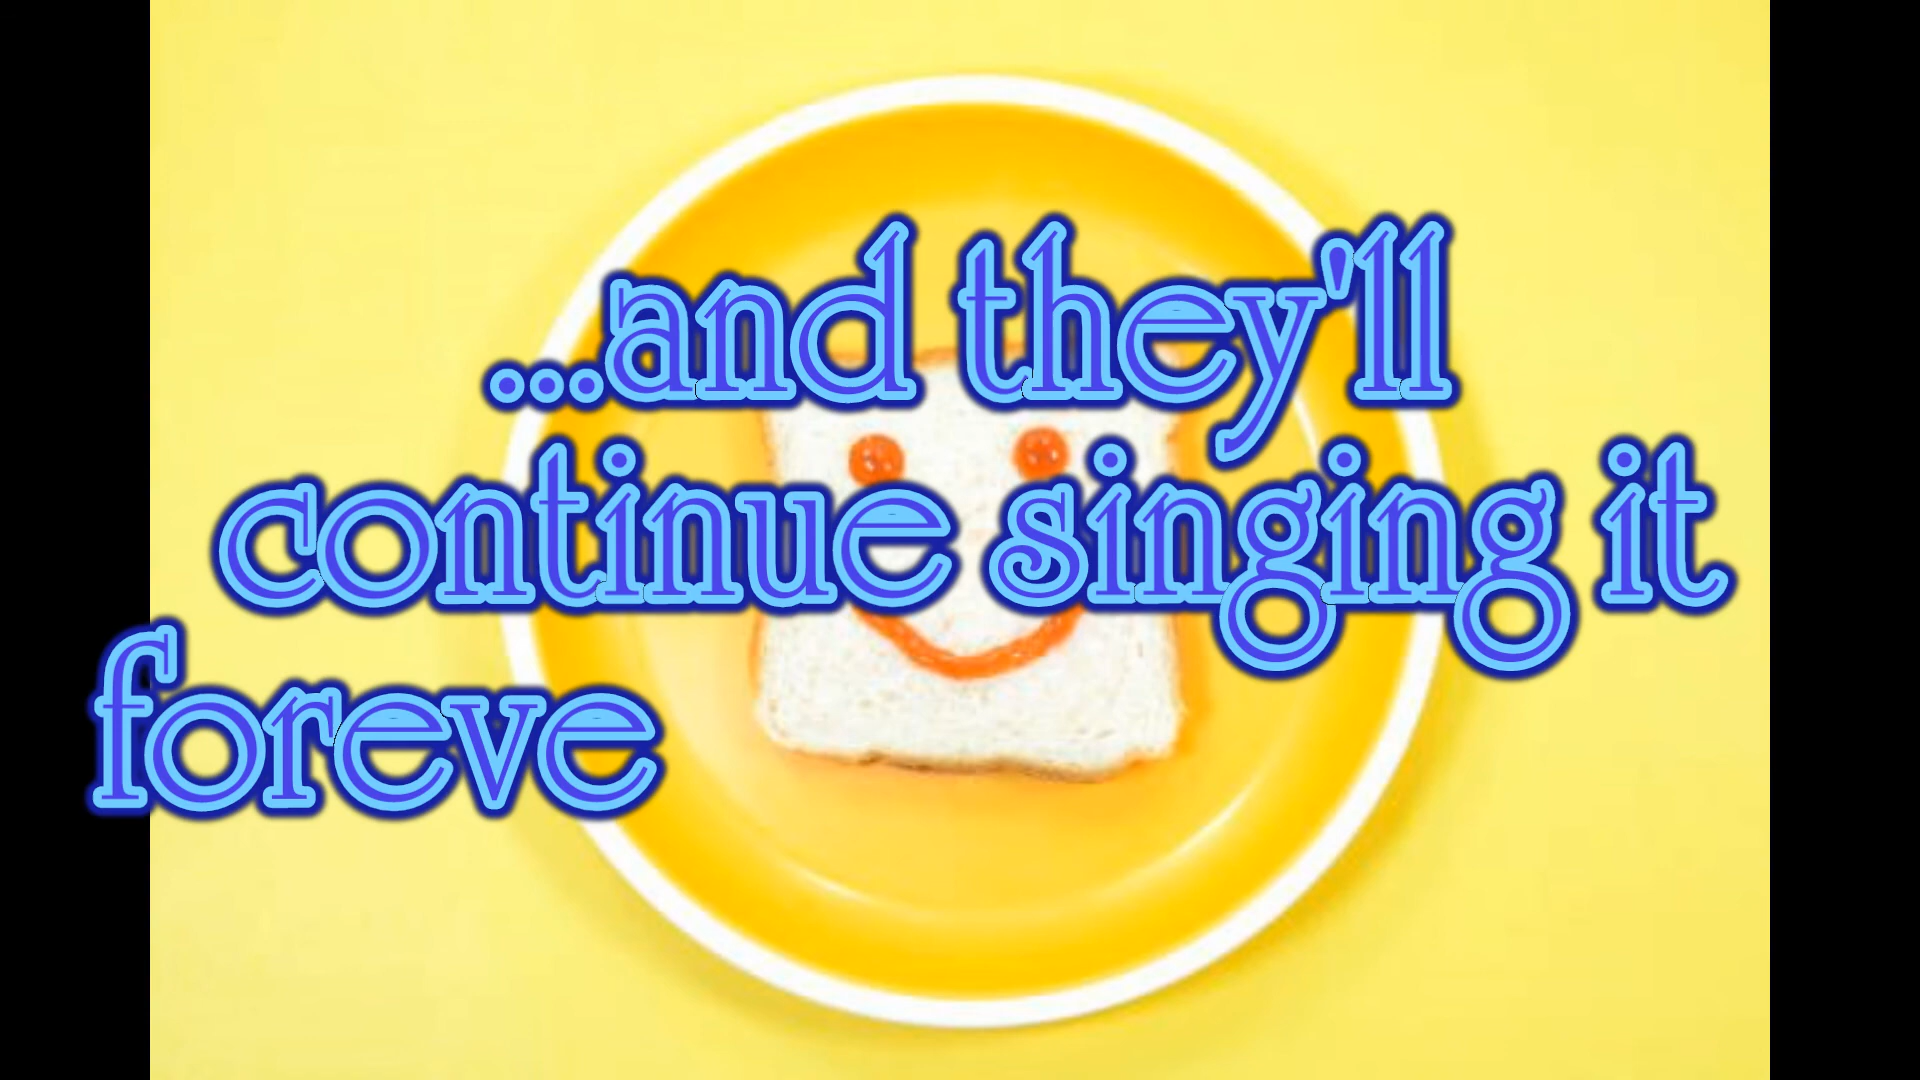 ...and they'll
continue singing it
foreve